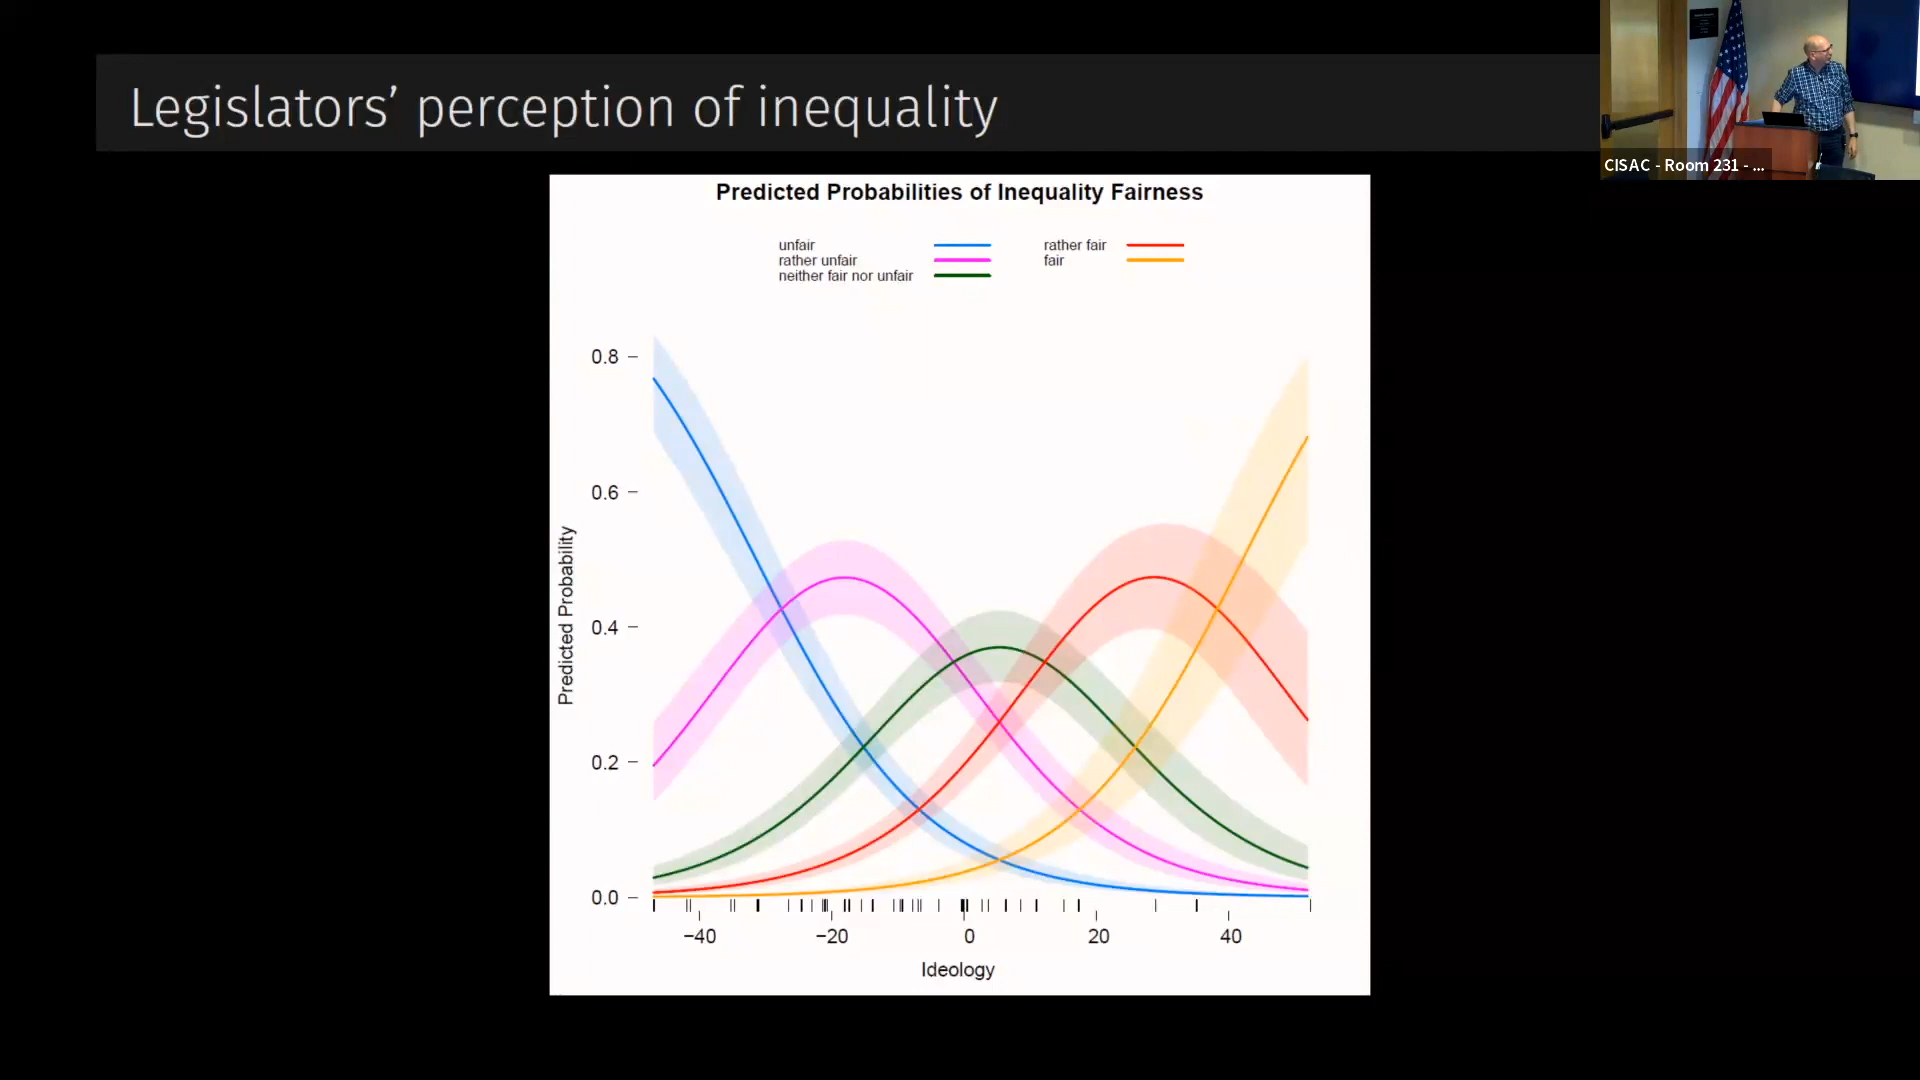 Legislators’ perception of inequality
CISAC - Room 231 - ...
Predicted Probabilities of Inequality Fairness
unfair
rather unfair
neither fair nor unfair
rather fair
fair
Predicted Probability
0.8
0.6
0.4
0.2
0.0
−40
−20
0
20
40
Ideology